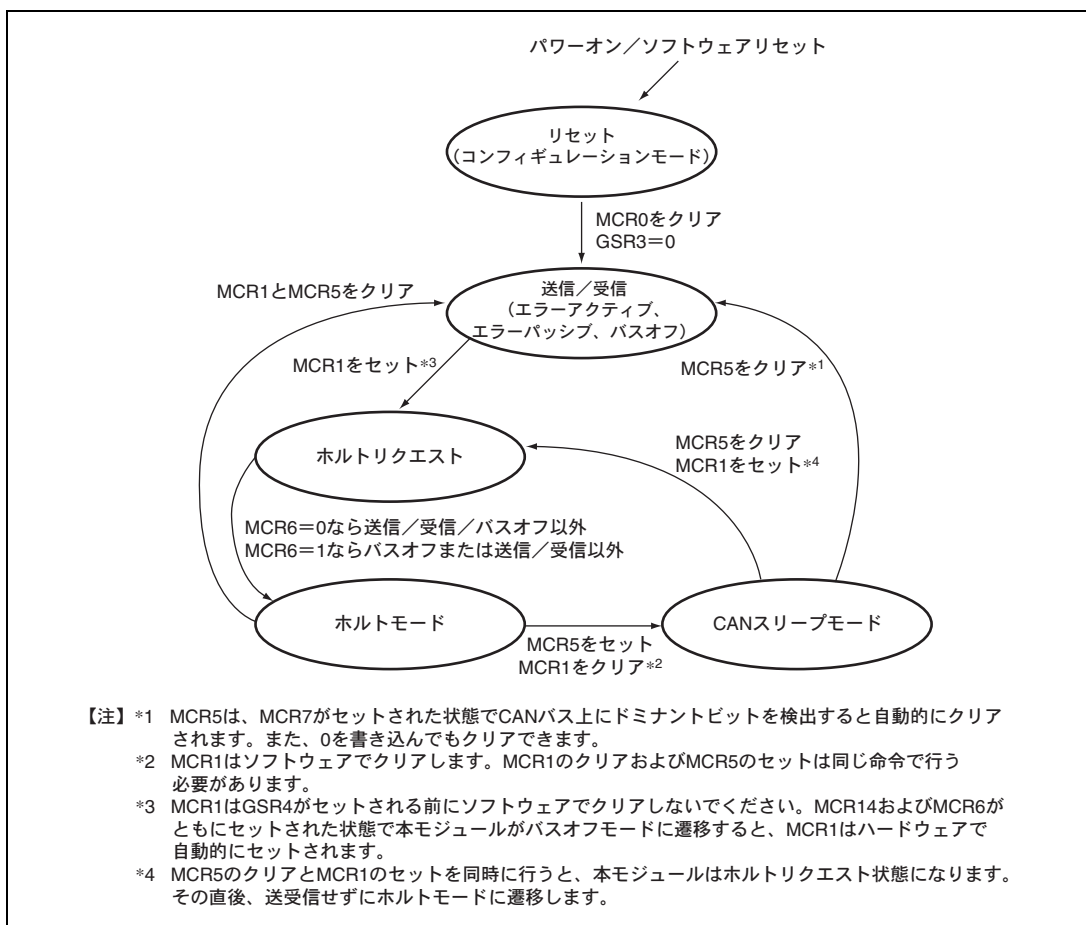 パワーオン／ソフトウェアリセット
リセット
（コンフィギュレーションモード）
MCR0をクリア
GSR3＝0
MCR1とMCR5をクリア
送信／受信
（エラーアクティブ、
エラーパッシブ、バスオフ）
MCR1をセット*3
MCR5をクリア*1
ホルトリクエスト
MCR5をクリア
MCR1をセット*4
MCR6＝0なら送信／受信／バスオフ以外
MCR6＝1ならバスオフまたは送信／受信以外
ホルトモード
CANスリープモード
MCR5をセット
MCR1をクリア*2
【注】*1 MCR5は、MCR7がセットされた状態でCANバス上にドミナントビットを検出すると自動的にクリア
されます。また、0を書き込んでもクリアできます。
*2 MCR1はソフトウェアでクリアします。MCR1のクリアおよびMCR5のセットは同じ命令で行う
必要があります。
*3 MCR1はGSR4がセットされる前にソフトウェアでクリアしないでください。MCR14およびMCR6が
ともにセットされた状態で本モジュールがバスオフモードに遷移すると、MCR1はハードウェアで
自動的にセットされます。
*4 MCR5のクリアとMCR1のセットを同時に行うと、本モジュールはホルトリクエスト状態になります。
その直後、送受信せずにホルトモードに遷移します。